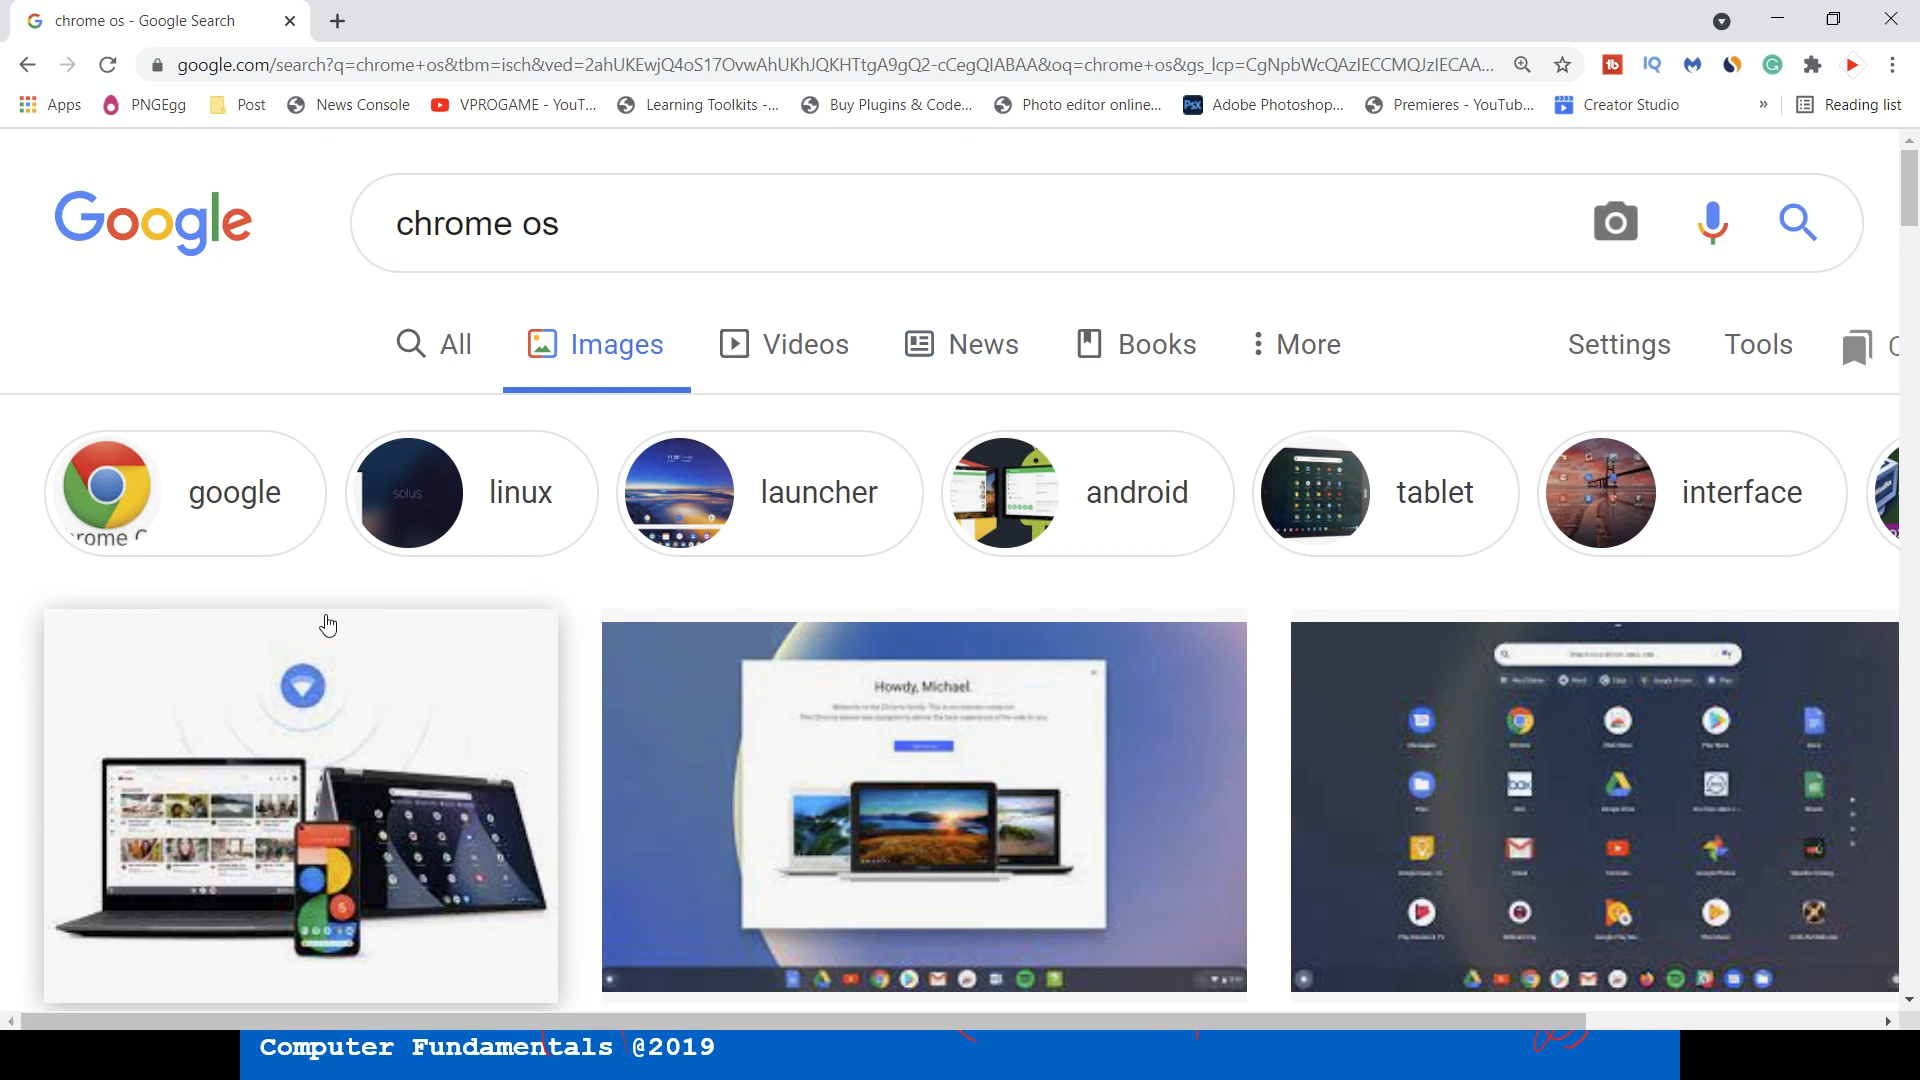 chrome os - Google Search
google.com/search?q=chrome+os&tbm=isch&ved=2ahUKEwjQ4oS17OvwAhUKhJQKHTtgA9gQ2-cCegQIABAA&oq=chrome+os&gs_lcp=CgNpbWcQAzIECCMQJzIECAA...
Apps PNGEgg Post News Console VPROGAME - YouT... Learning Toolkits -... Buy Plugins & Code... Photo editor online... Adobe Photoshop... Premieres - YouTub... Creator Studio » Reading list
Google chrome os
All Images Videos News Books More Settings Tools
google linux launcher android tablet interface
solus
Howdy, Michael.
Computer Fundamentals @2019